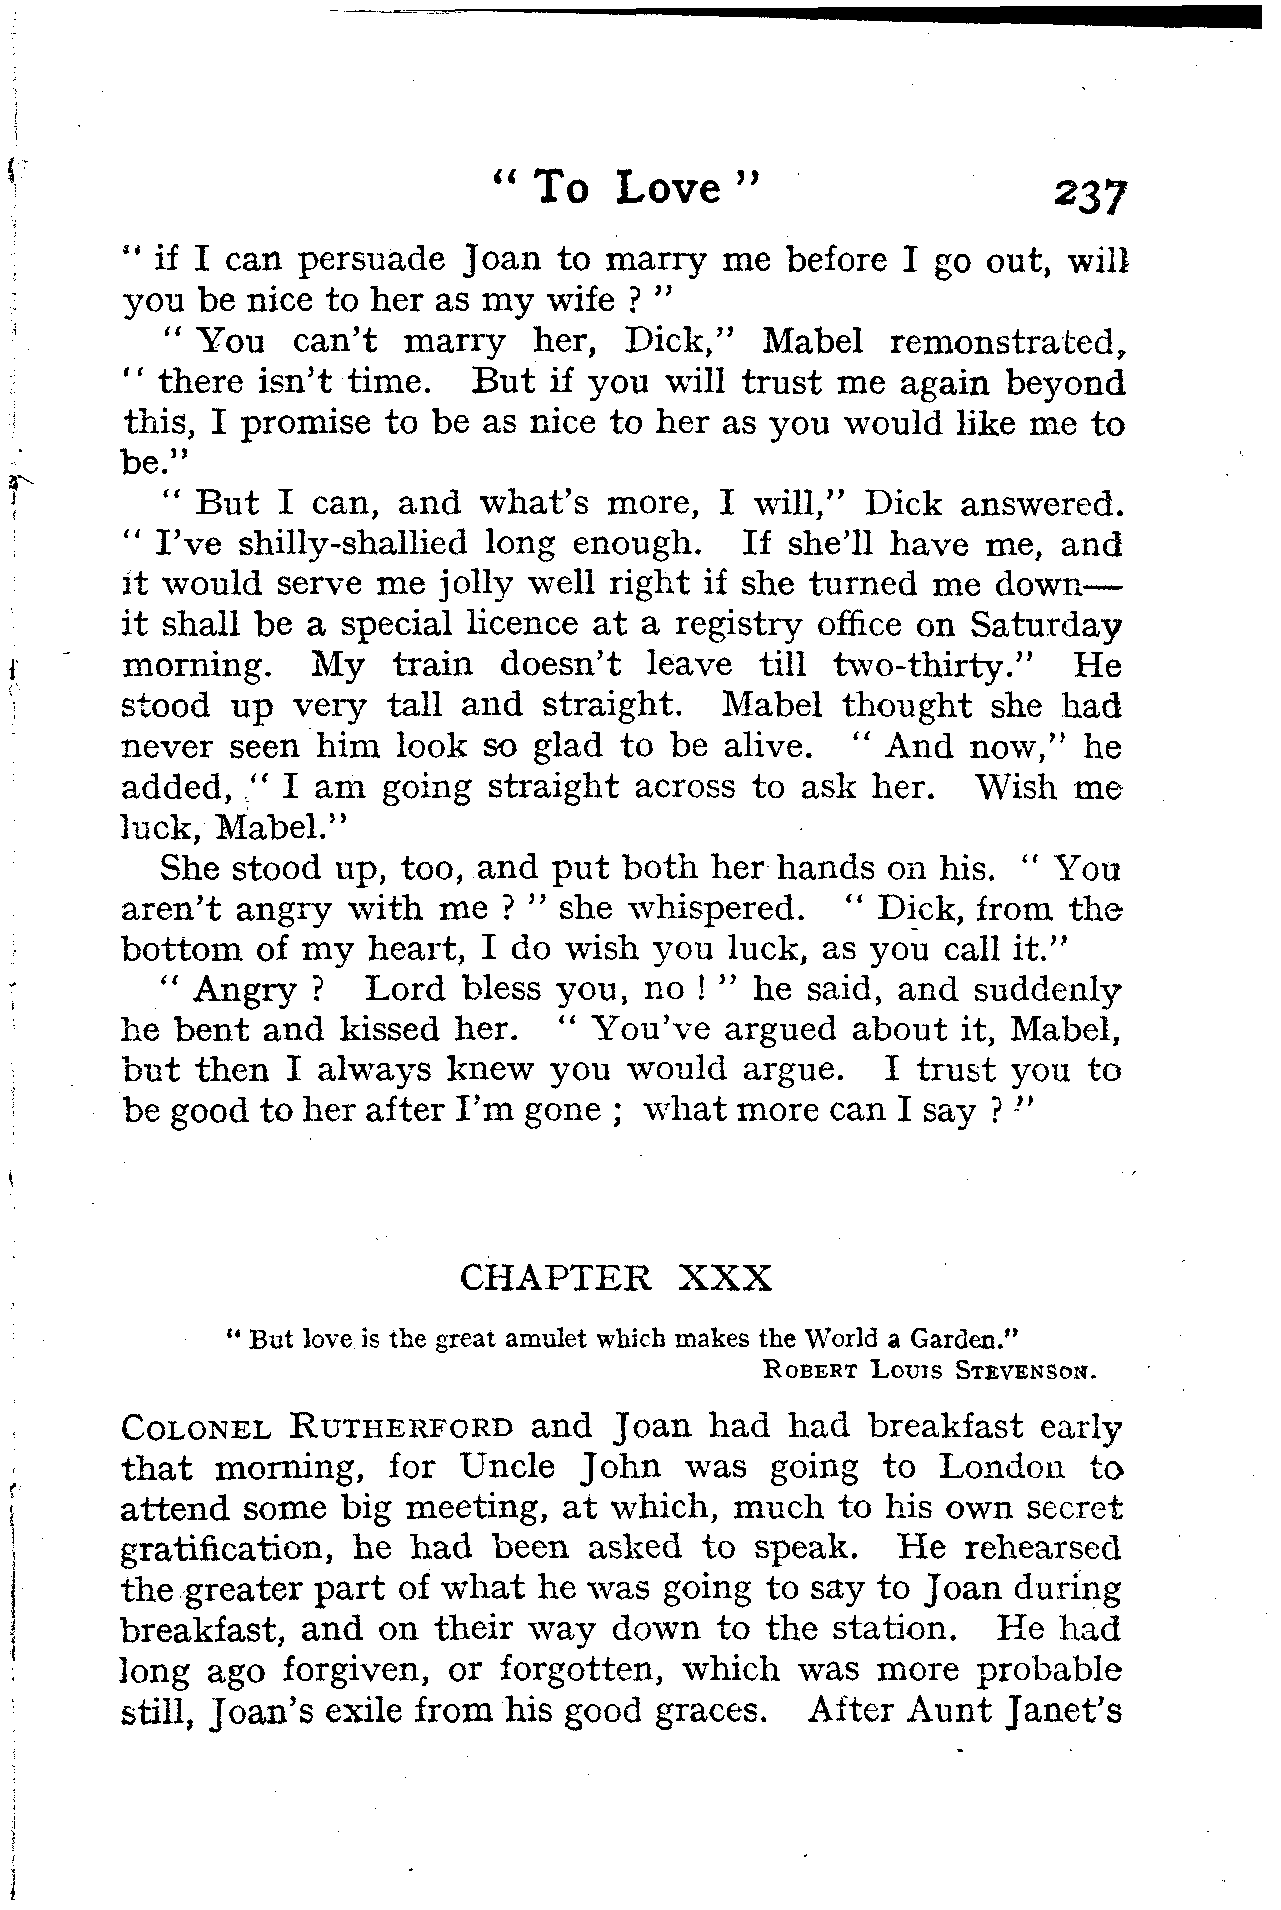 " To Love " 237
" if I can persuade Joan to marry me before I go out, will
you be nice to her as my wife ? "
" You can't marry her, Dick," Mabel remonstrated,
" there isn't time. But if you will trust me again beyond
this, I promise to be as nice to her as you would like me to
be."
" But I can, and what's more, I will," Dick answered.
" I've shilly-shallied long enough. If she'll have me, and
it would serve me jolly well right if she turned me down—
it shall be a special licence at a registry office on Saturday
morning. My train doesn't leave till two-thirty." He
stood up very tall and straight. Mabel thought she had
never seen him look so glad to be alive. " And now," he
added, " I am going straight across to ask her. Wish me
luck, Mabel."
She stood up, too, and put both her hands on his. " You
aren't angry with me ? " she whispered. " Dick, from the
bottom of my heart, I do wish you luck, as you call it."
" Angry ? Lord bless you, no ! " he said, and suddenly
he bent and kissed her. " You've argued about it, Mabel,
but then I always knew you would argue. I trust you to
be good to her after I'm gone ; what more can I say ? "
CHAPTER XXX
" But love is the great amulet which makes the World a Garden."
ROBERT LOUIS STEVENSON.
COLONEL RUTHERFORD and Joan had had breakfast early
that morning, for Uncle John was going to London to
attend some big meeting, at which, much to his own secret
gratification, he had been asked to speak. He rehearsed
the greater part of what he was going to say to Joan during
breakfast, and on their way down to the station. He had
long ago forgiven, or forgotten, which was more probable
still, Joan's exile from his good graces. After Aunt Janet's